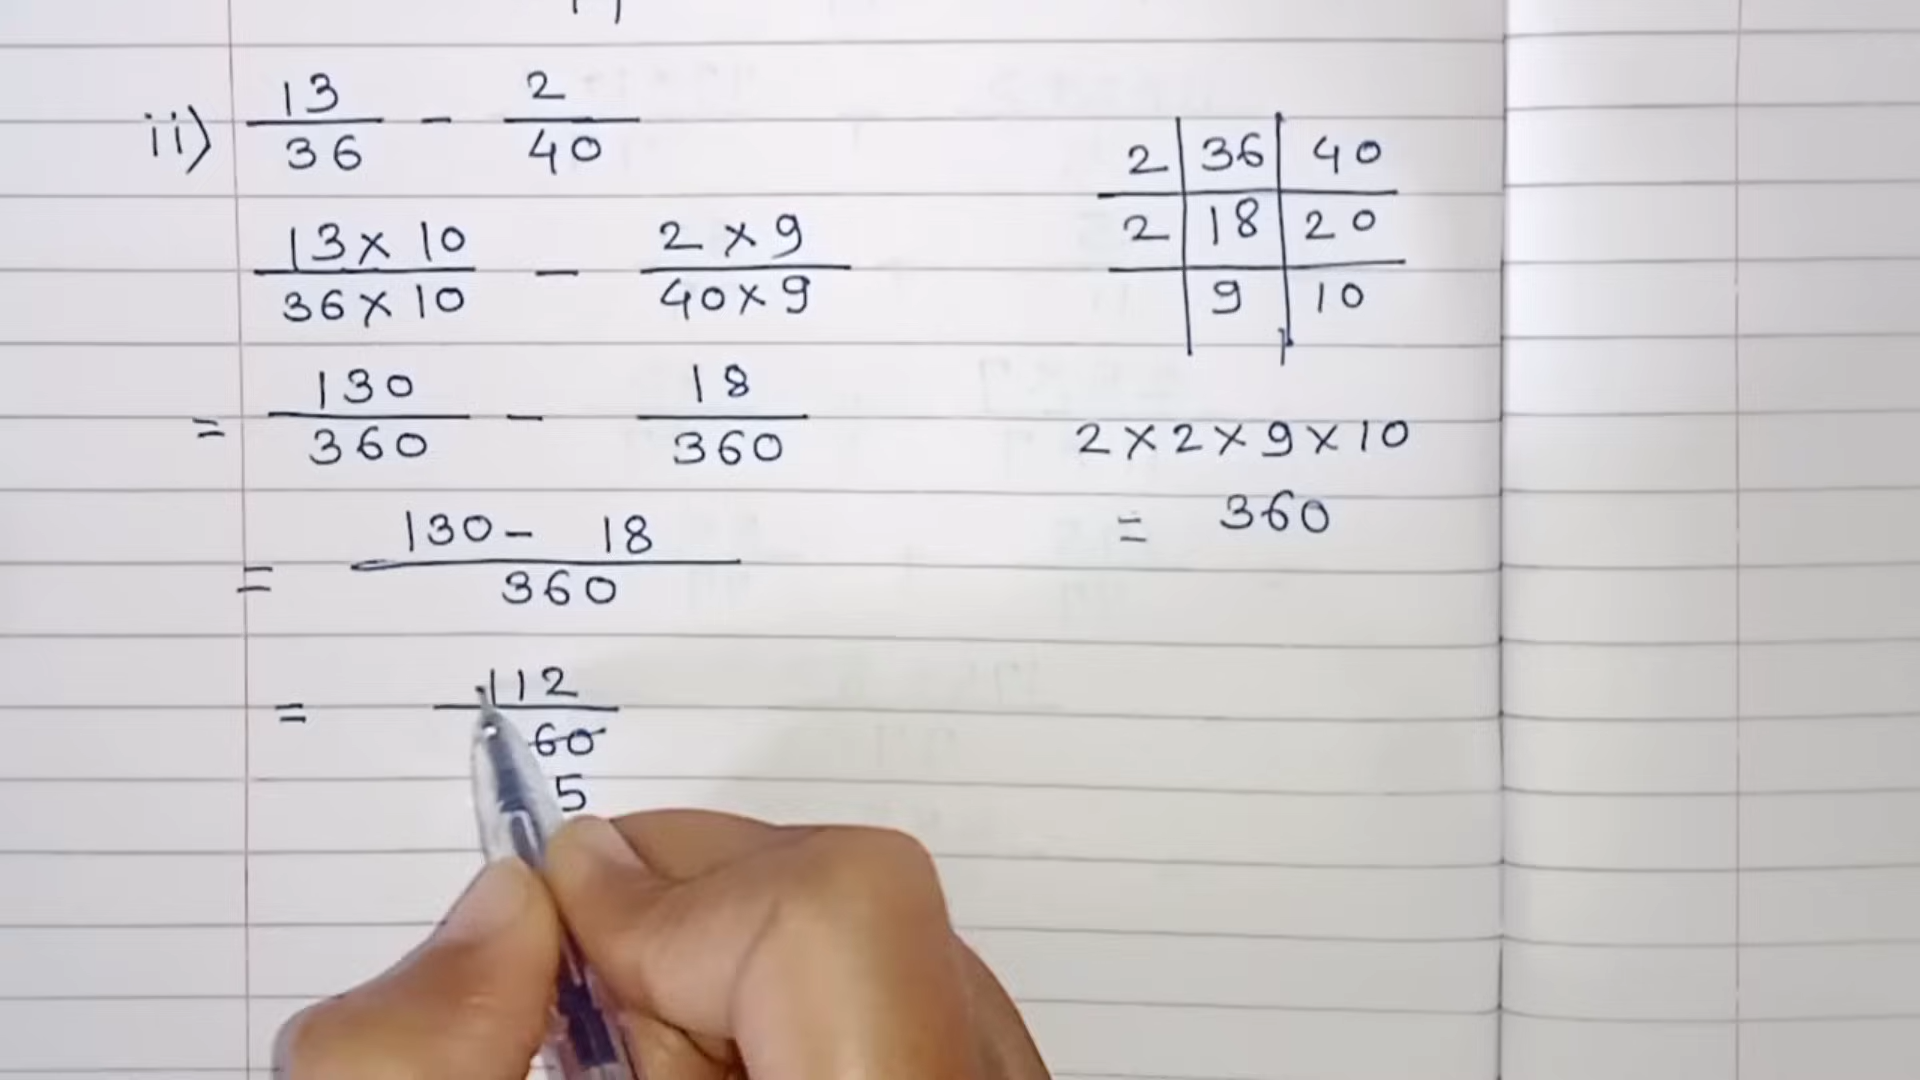 ii) 13/36 - 2/40
13 × 10/36 × 10 - 2 × 9/40 × 9
= 130/360 - 18/360
= 130 - 18/360
= 112/60
5
2 | 36 | 40
2 | 18 | 20
9 | 10
2 × 2 × 9 × 10
= 360